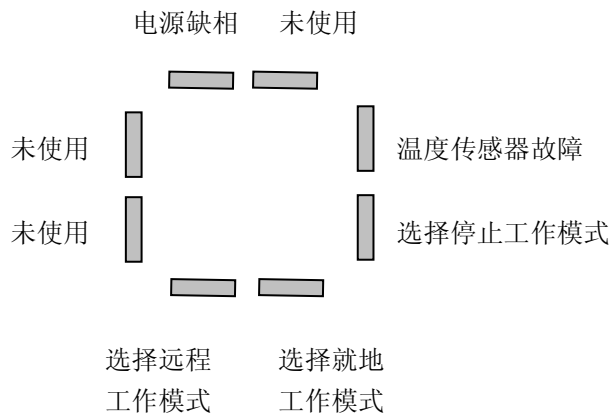 电源缺相 未使用
未使用 温度传感器故障
未使用 选择停止工作模式
选择远程 选择就地
工作模式 工作模式